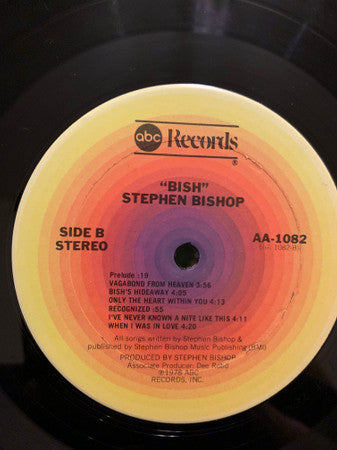 abc Records
®
"BISH"
STEPHEN BISHOP
SIDE B
STEREO
AA-1082
(AA 1082-B)
Prelude :19
VAGABOND FROM HEAVEN 3:56
BISH'S HIDEAWAY 4:05
ONLY THE HEART WITHIN YOU 4:13
RECOGNIZED :55
I'VE NEVER KNOWN A NITE LIKE THIS 4:11
WHEN I WAS IN LOVE 4:20
All songs written by Stephen Bishop &
published by Stephen Bishop Music Publishing (BMI)
PRODUCED BY STEPHEN BISHOP
Associate Producer: Dee Robb
℗1978 ABC
RECORDS, INC.